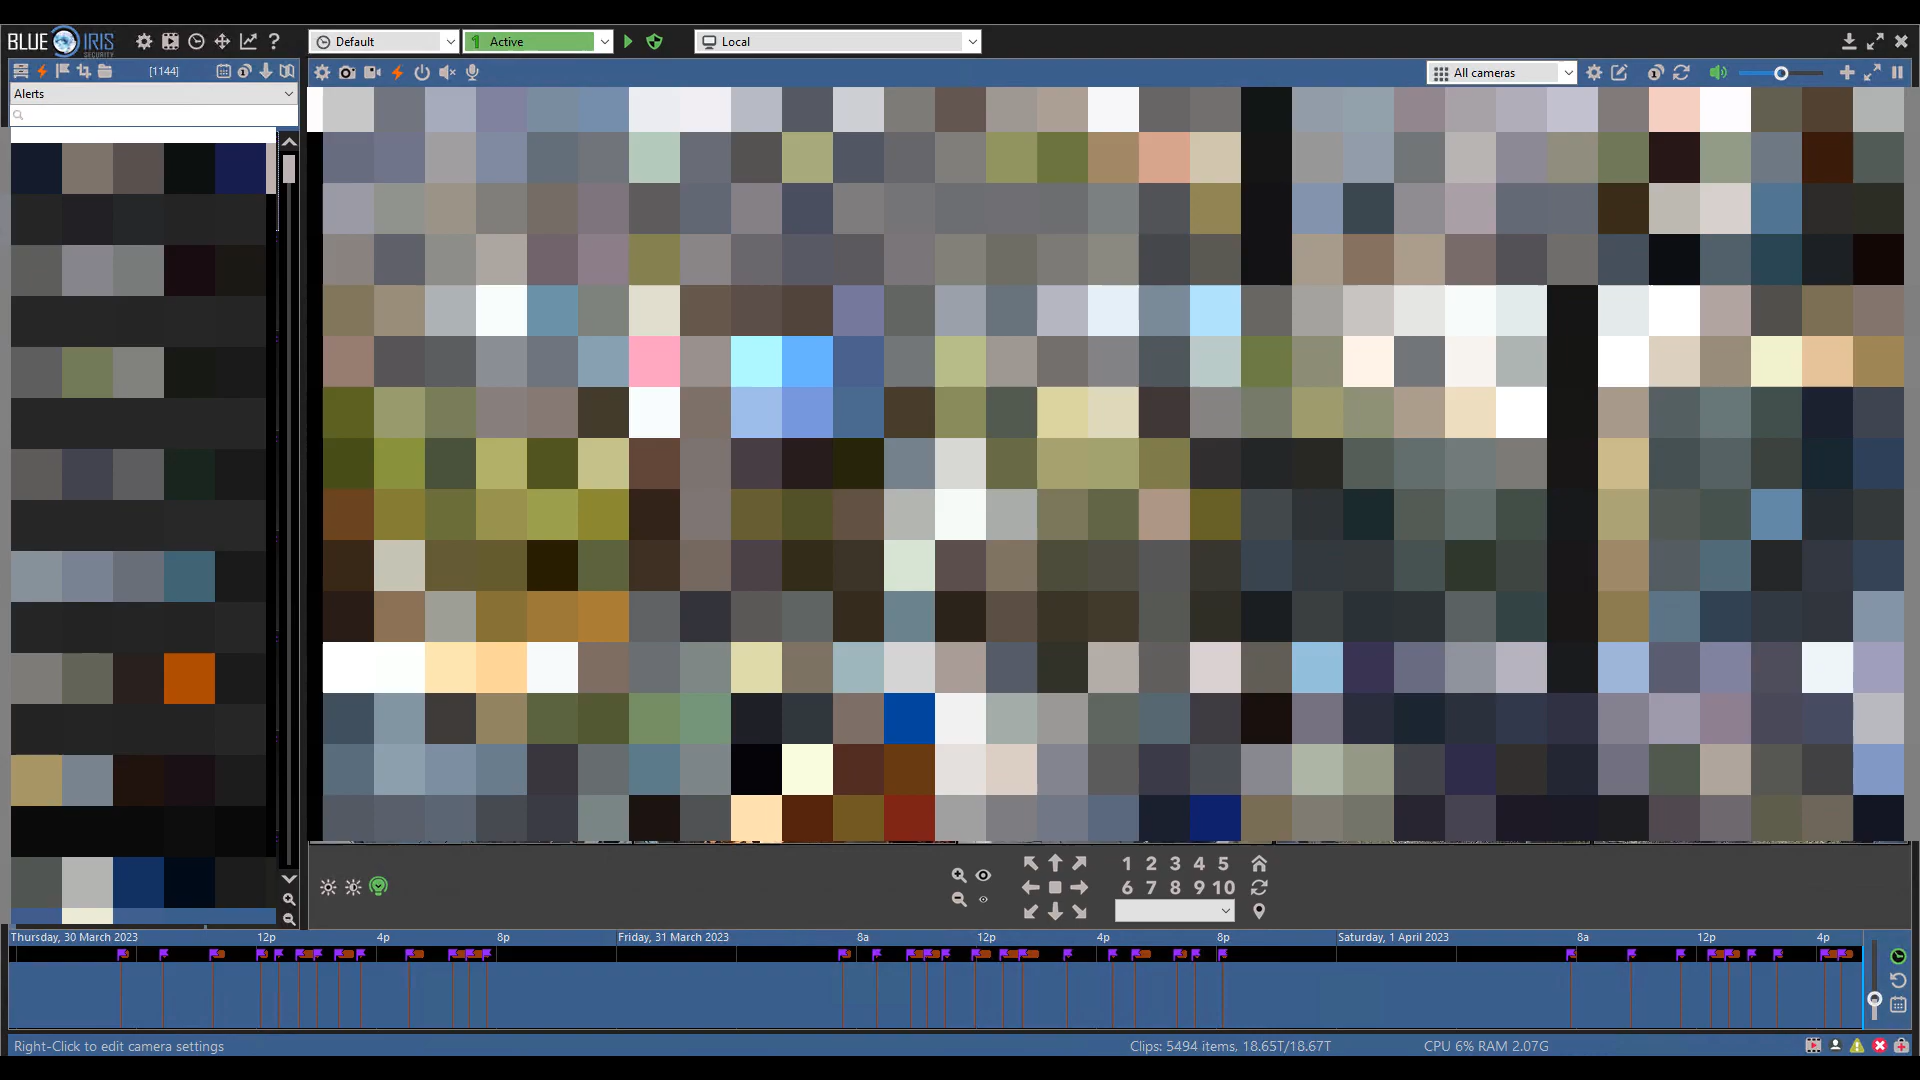 BLUE IRIS
SECURITY
Default
1 Active
Local
[1144]
All cameras
Alerts
1 2 3 4 5
6 7 8 9 10
Thursday, 30 March 2023 12p 4p 8p Friday, 31 March 2023 8a 12p 4p 8p Saturday, 1 April 2023 8a 12p 4p
Right-Click to edit camera settings Clips: 5494 items, 18.65T/18.67T CPU 6% RAM 2.07G